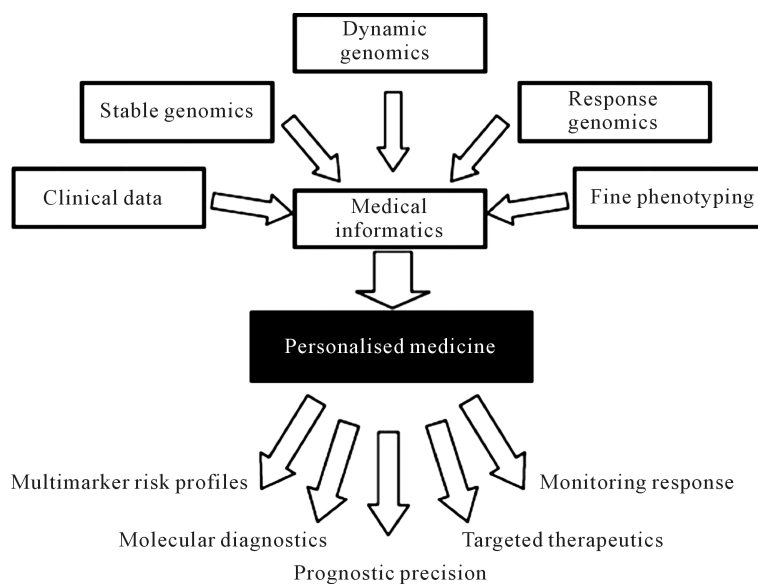 Dynamic
genomics
Stable genomics
Response
genomics
Clinical data
Medical
informatics
Fine phenotyping
Personalised medicine
Multimarker risk profiles
Monitoring response
Molecular diagnostics
Targeted therapeutics
Prognostic precision